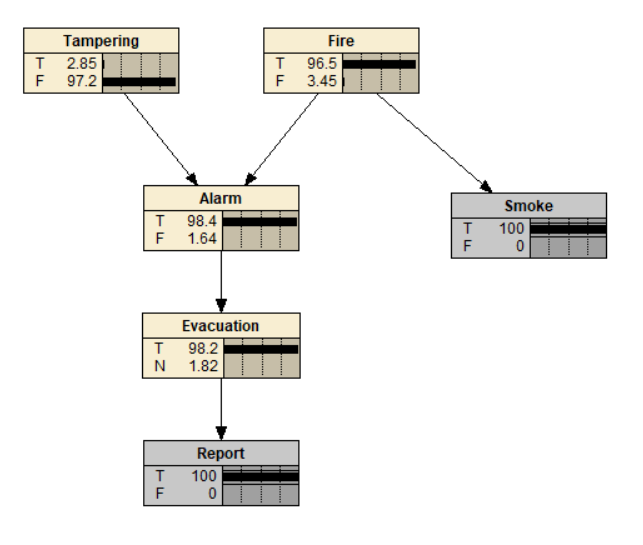 Tampering
T 2.85
F 97.2
Fire
T 96.5
F 3.45
Alarm
T 98.4
F 1.64
Smoke
T 100
F 0
Evacuation
T 98.2
N 1.82
Report
T 100
F 0